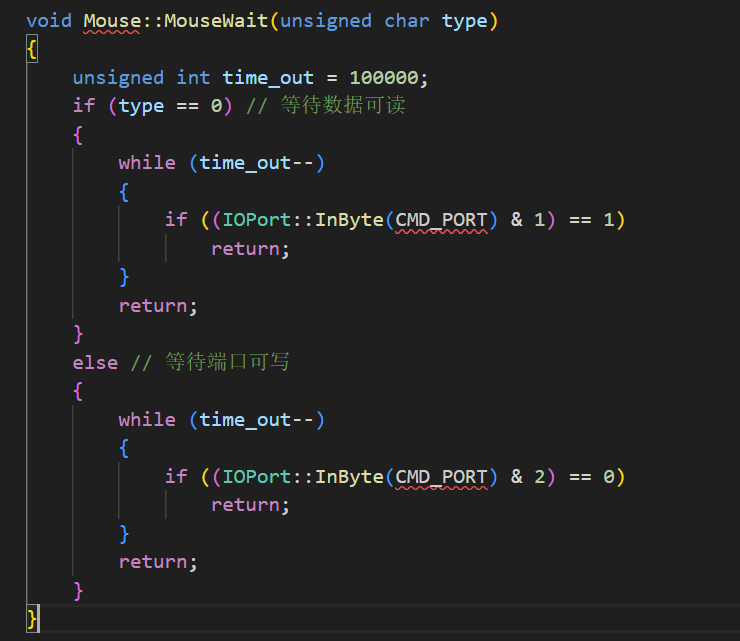 void Mouse::MouseWait(unsigned char type)
{
    unsigned int time_out = 100000;
    if (type == 0) // 等待数据可读
    {
        while (time_out--)
        {
            if ((IOPort::InByte(CMD_PORT) & 1) == 1)
                return;
        }
        return;
    }
    else // 等待端口可写
    {
        while (time_out--)
        {
            if ((IOPort::InByte(CMD_PORT) & 2) == 0)
                return;
        }
        return;
    }
}